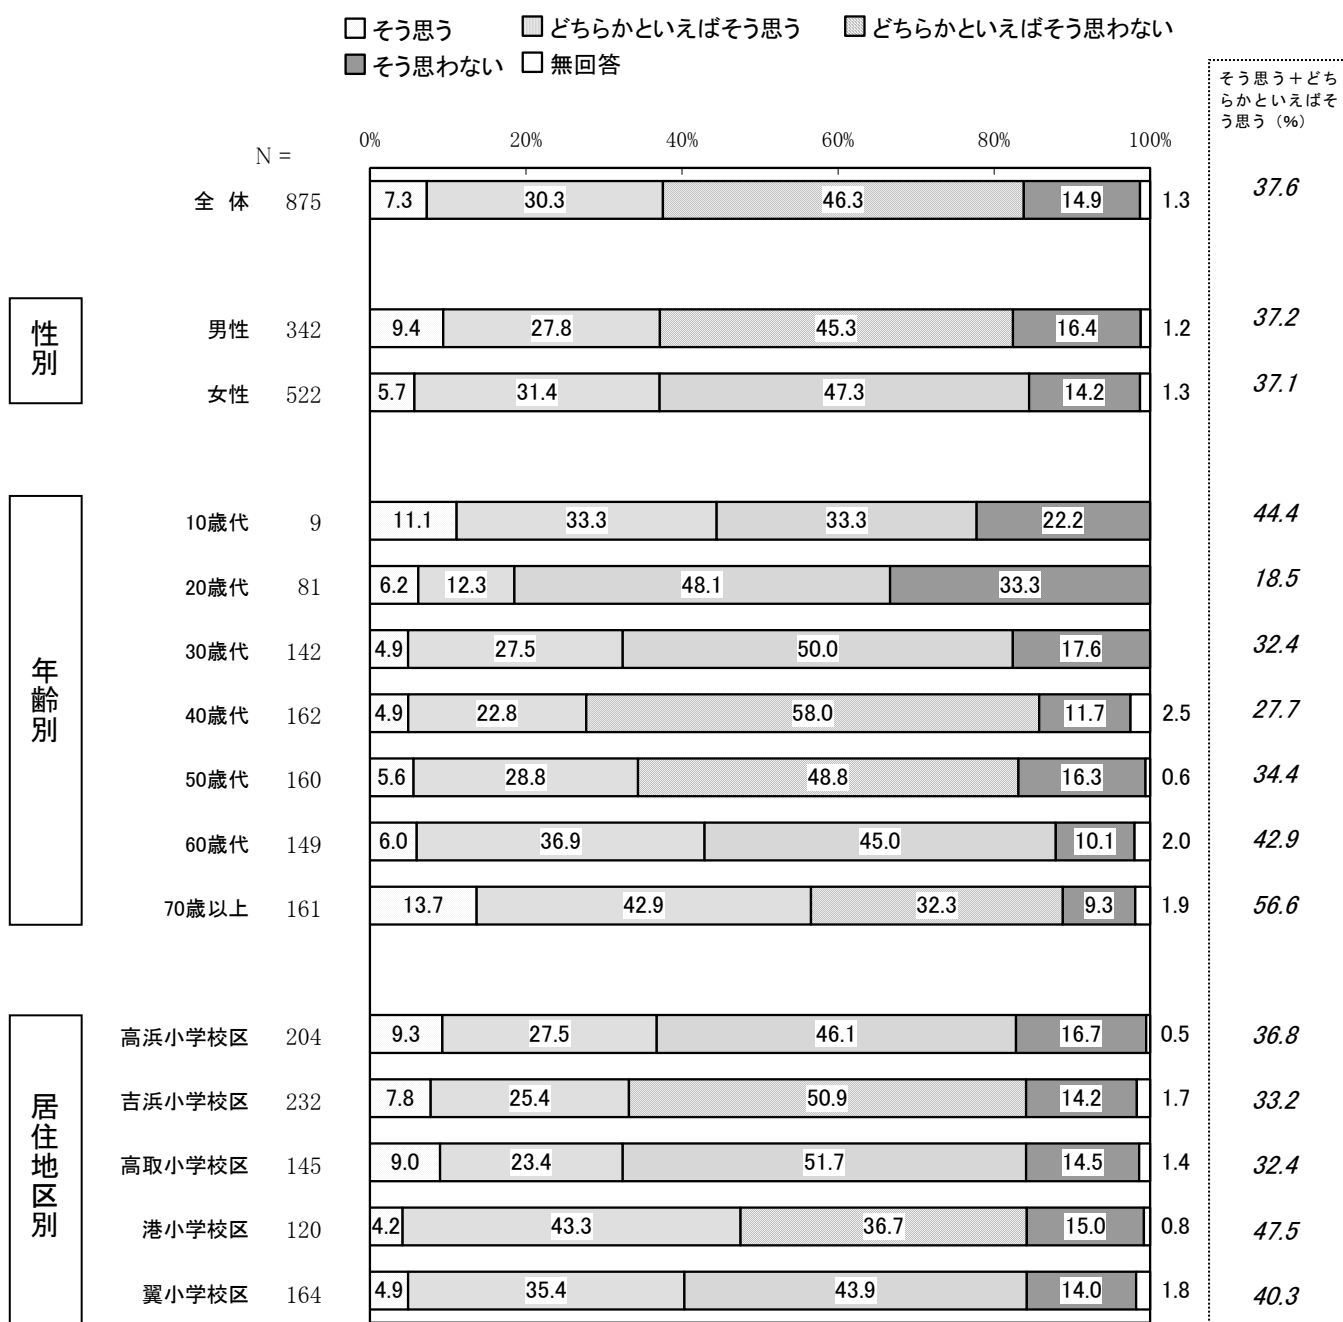 そう思う どちらかといえばそう思う どちらかといえばそう思わない
そう思わない 無回答
そう思う＋どち
らかといえばそ
う思う（%）
N = 0% 20% 40% 60% 80% 100%
全 体 875 7.3 30.3 46.3 14.9 1.3 37.6
性別
男性 342 9.4 27.8 45.3 16.4 1.2 37.2
女性 522 5.7 31.4 47.3 14.2 1.3 37.1
年齢別
10歳代 9 11.1 33.3 33.3 22.2 44.4
20歳代 81 6.2 12.3 48.1 33.3 18.5
30歳代 142 4.9 27.5 50.0 17.6 32.4
40歳代 162 4.9 22.8 58.0 11.7 2.5 27.7
50歳代 160 5.6 28.8 48.8 16.3 0.6 34.4
60歳代 149 6.0 36.9 45.0 10.1 2.0 42.9
70歳以上 161 13.7 42.9 32.3 9.3 1.9 56.6
居住地区別
高浜小学校区 204 9.3 27.5 46.1 16.7 0.5 36.8
吉浜小学校区 232 7.8 25.4 50.9 14.2 1.7 33.2
高取小学校区 145 9.0 23.4 51.7 14.5 1.4 32.4
港小学校区 120 4.2 43.3 36.7 15.0 0.8 47.5
翼小学校区 164 4.9 35.4 43.9 14.0 1.8 40.3